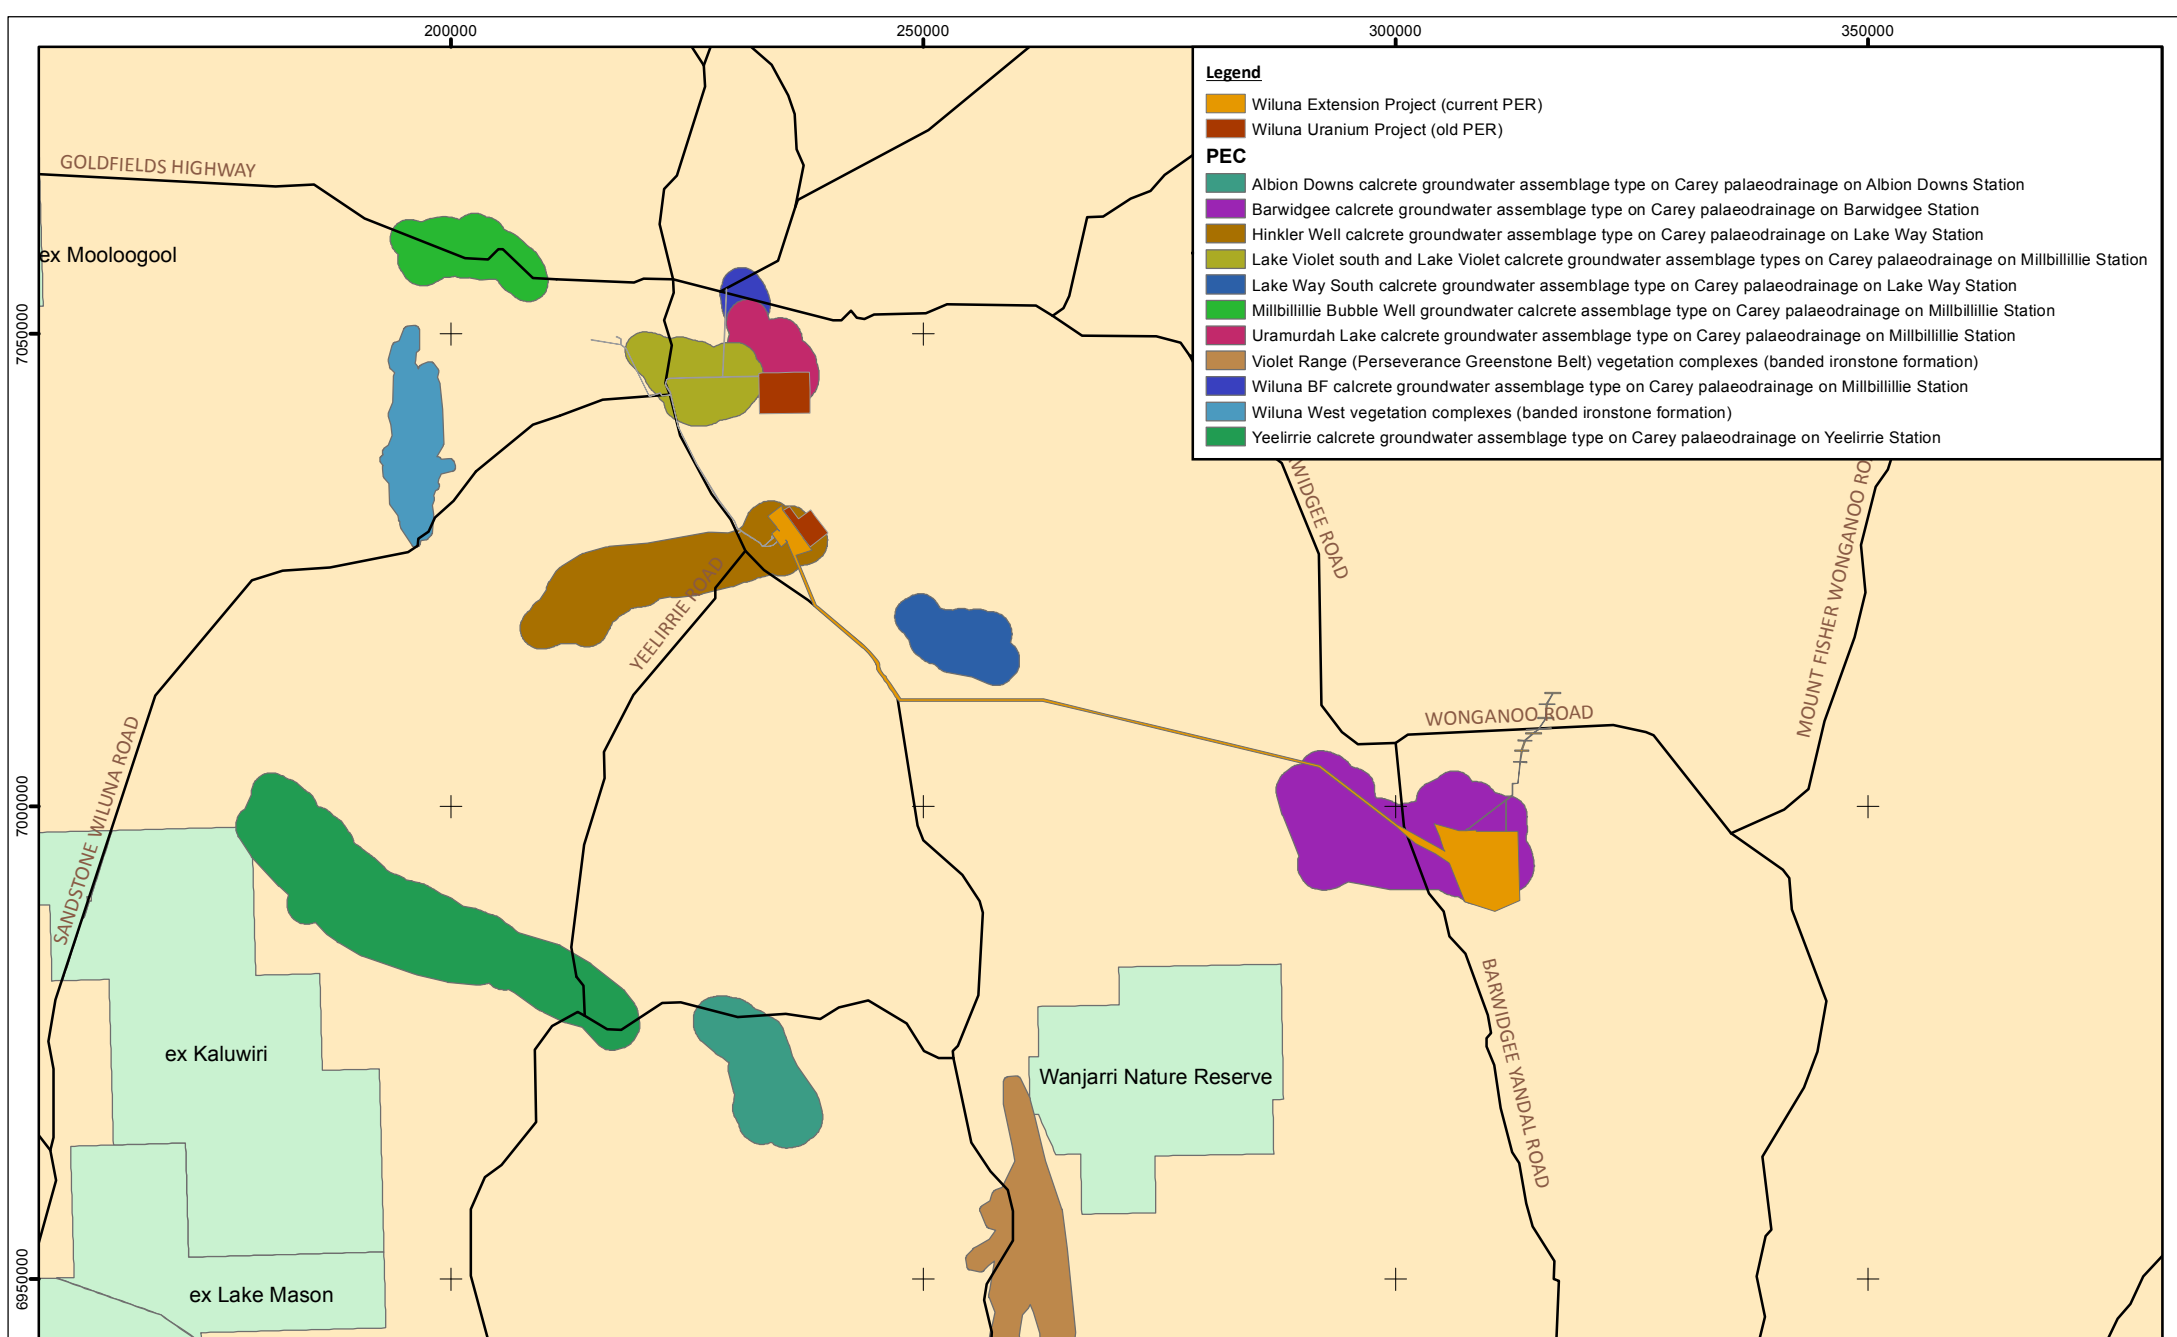 200000
250000
300000
350000
Legend
Wiluna Extension Project (current PER)
Wiluna Uranium Project (old PER)
PEC
Albion Downs calcrete groundwater assemblage type on Carey palaeodrainage on Albion Downs Station
Barwidgee calcrete groundwater assemblage type on Carey palaeodrainage on Barwidgee Station
Hinkler Well calcrete groundwater assemblage type on Carey palaeodrainage on Lake Way Station
Lake Violet south and Lake Violet calcrete groundwater assemblage types on Carey palaeodrainage on Millbillillie Station
Lake Way South calcrete groundwater assemblage type on Carey palaeodrainage on Lake Way Station
Millbillillie Bubble Well groundwater calcrete assemblage type on Carey palaeodrainage on Millbillillie Station
Uramurdah Lake calcrete groundwater assemblage type on Carey palaeodrainage on Millbillillie Station
Violet Range (Perseverance Greenstone Belt) vegetation complexes (banded ironstone formation)
Wiluna BF calcrete groundwater assemblage type on Carey palaeodrainage on Millbillillie Station
Wiluna West vegetation complexes (banded ironstone formation)
Yeelirrie calcrete groundwater assemblage type on Carey palaeodrainage on Yeelirrie Station
GOLDFIELDS HIGHWAY
ex Mooloogool
7050000
WIDGEE ROAD
MOUNT FISHER WONGANOO RO
YEELIRRIE ROAD
WONGANOO ROAD
SANDSTONE WILUNA ROAD
7000000
BARWIDGEE YANDAL ROAD
ex Kaluwiri
Wanjarri Nature Reserve
6950000
ex Lake Mason